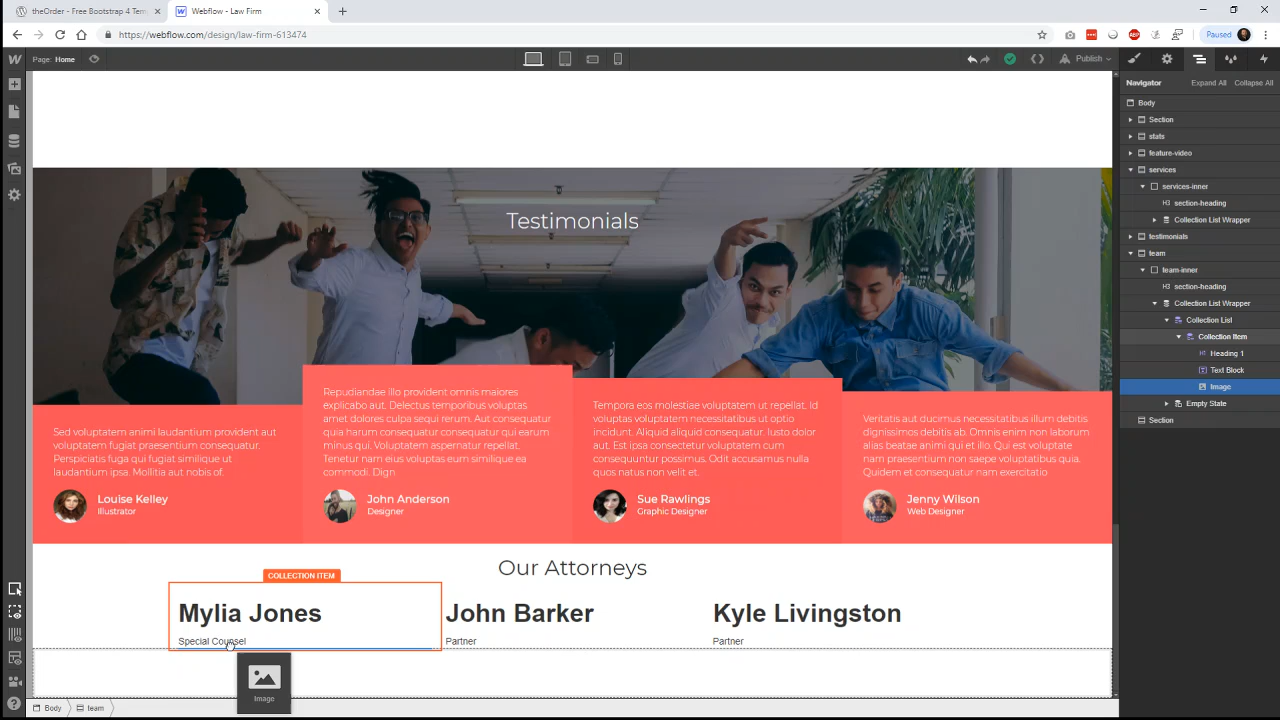 theOrder - Free Bootstrap 4 Tem
Webflow - Law Firm
https://webflow.com/design/law-firm-613474
Paused
Page: Home
Publish
Navigator
Expand All
Collapse All
Body
Section
stats
feature-video
services
services-inner
section-heading
Collection List Wrapper
testimonials
team
team-inner
section-heading
Collection List Wrapper
Collection List
Collection Item
Heading 1
Text Block
Image
Empty State
Section
Testimonials
Sed voluptatem animi laudantium provident aut
voluptatem fugiat praesentium consequatur.
Perspiciatis fuga qui fugiat similique ut
laudantium ipsa. Mollitia aut nobis of.
Louise Kelley
Illustrator
Repudiandae illo provident omnis maiores
explicabo aut. Delectus temporibus voluptas
amet dolores culpa sequi rerum. Aut consequatur
quia harum consequatur consequatur qui earum
minus qui. Voluptatem aspernatur repellat.
Tenetur nam eius voluptas eum similique ea
commodi. Dign
John Anderson
Designer
Tempora eos molestiae voluptatem ut repellat. Id
voluptas voluptatem numquam ut optio
incidunt. Aliquid aliquid consequatur. Iusto dolor
aut. Est ipsa consectetur voluptatem cum
consequuntur possimus. Odit accusamus nulla
quos natus non velit et.
Sue Rawlings
Graphic Designer
Veritatis aut ducimus necessitatibus illum debitis
dignissimos debitis ab. Omnis enim non laborum
alias animi qui et illo. Qui est voluptate
nam praesentium non saepe voluptatibus quia.
Quidem et consequatur nam exercitatio
Jenny Wilson
Web Designer
Our Attorneys
COLLECTION ITEM
Mylia Jones
Special Counsel
John Barker
Partner
Kyle Livingston
Partner
Image
Body
team